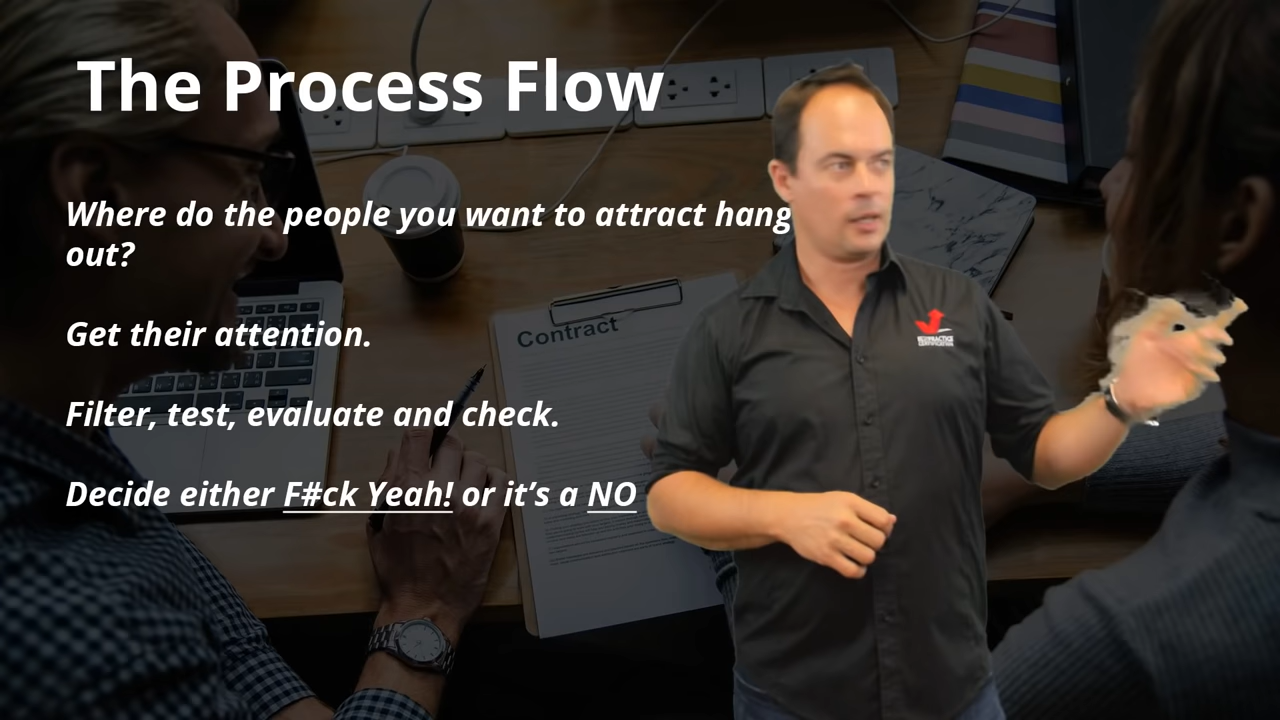 The Process Flow
Where do the people you want to attract hang
out?
Get their attention.
Contract
Filter, test, evaluate and check.
Decide either F#ck Yeah! or it’s a NO